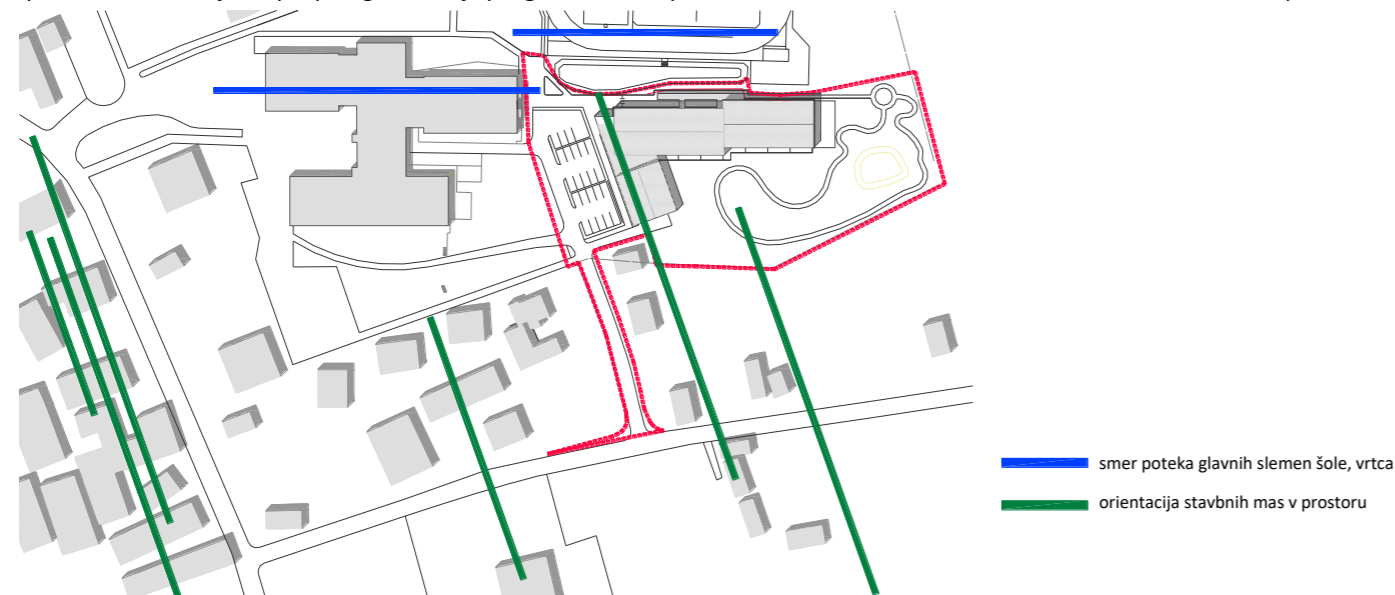 smer poteka glavnih slemen šole, vrtca
orientacija stavbnih mas v prostoru